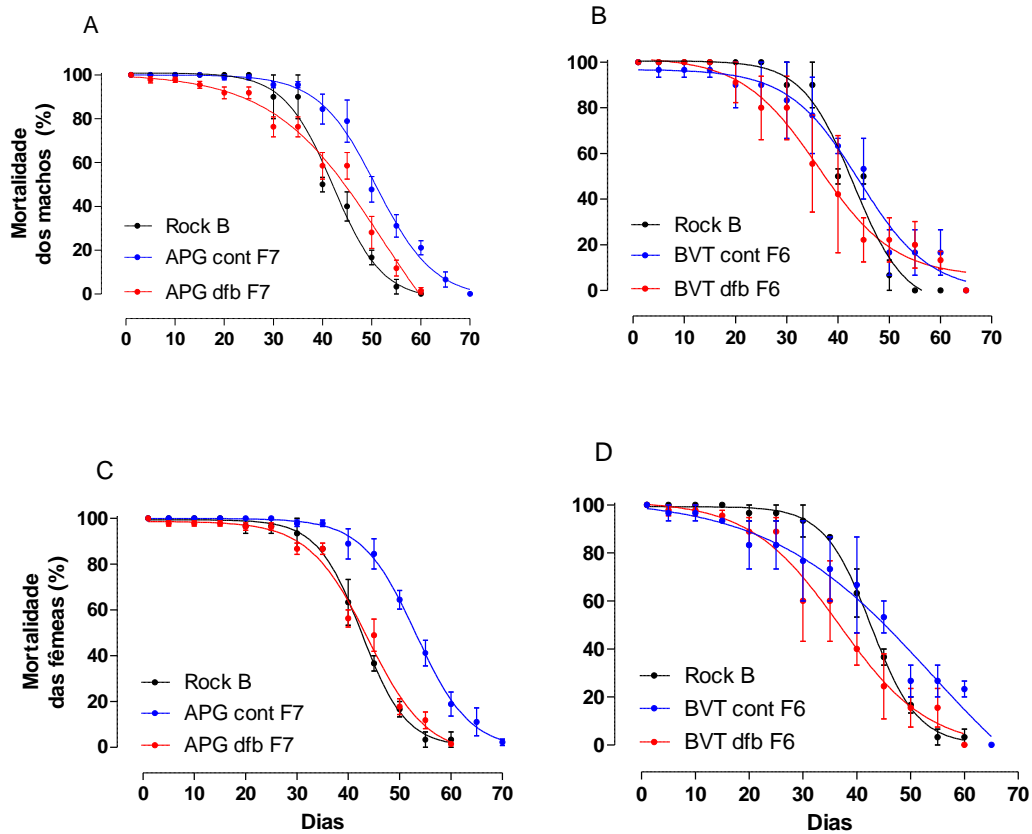 A
100
80
60
40
20
0
Mortalidade
dos machos (%)
Rock B
APG cont F7
APG dfb F7
0 10 20 30 40 50 60 70
B
100
80
60
40
20
0
Rock B
BVT cont F6
BVT dfb F6
0 10 20 30 40 50 60 70
C
100
80
60
40
20
0
Mortalidade
das fêmeas (%)
Rock B
APG cont F7
APG dfb F7
0 10 20 30 40 50 60 70
Dias
D
100
80
60
40
20
0
Rock B
BVT cont F6
BVT dfb F6
0 10 20 30 40 50 60 70
Dias